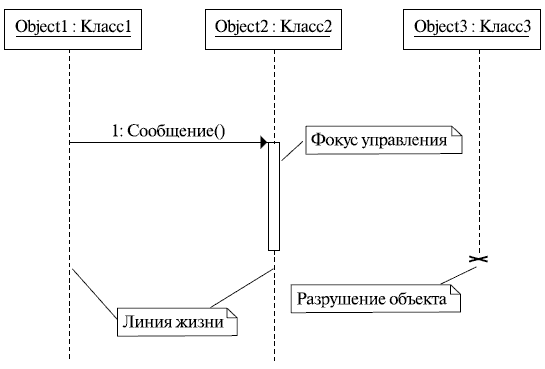 Object1 : Класс1
Object2 : Класс2
Object3 : Класс3
1: Сообщение()
Фокус управления
Разрушение объекта
Линия жизни